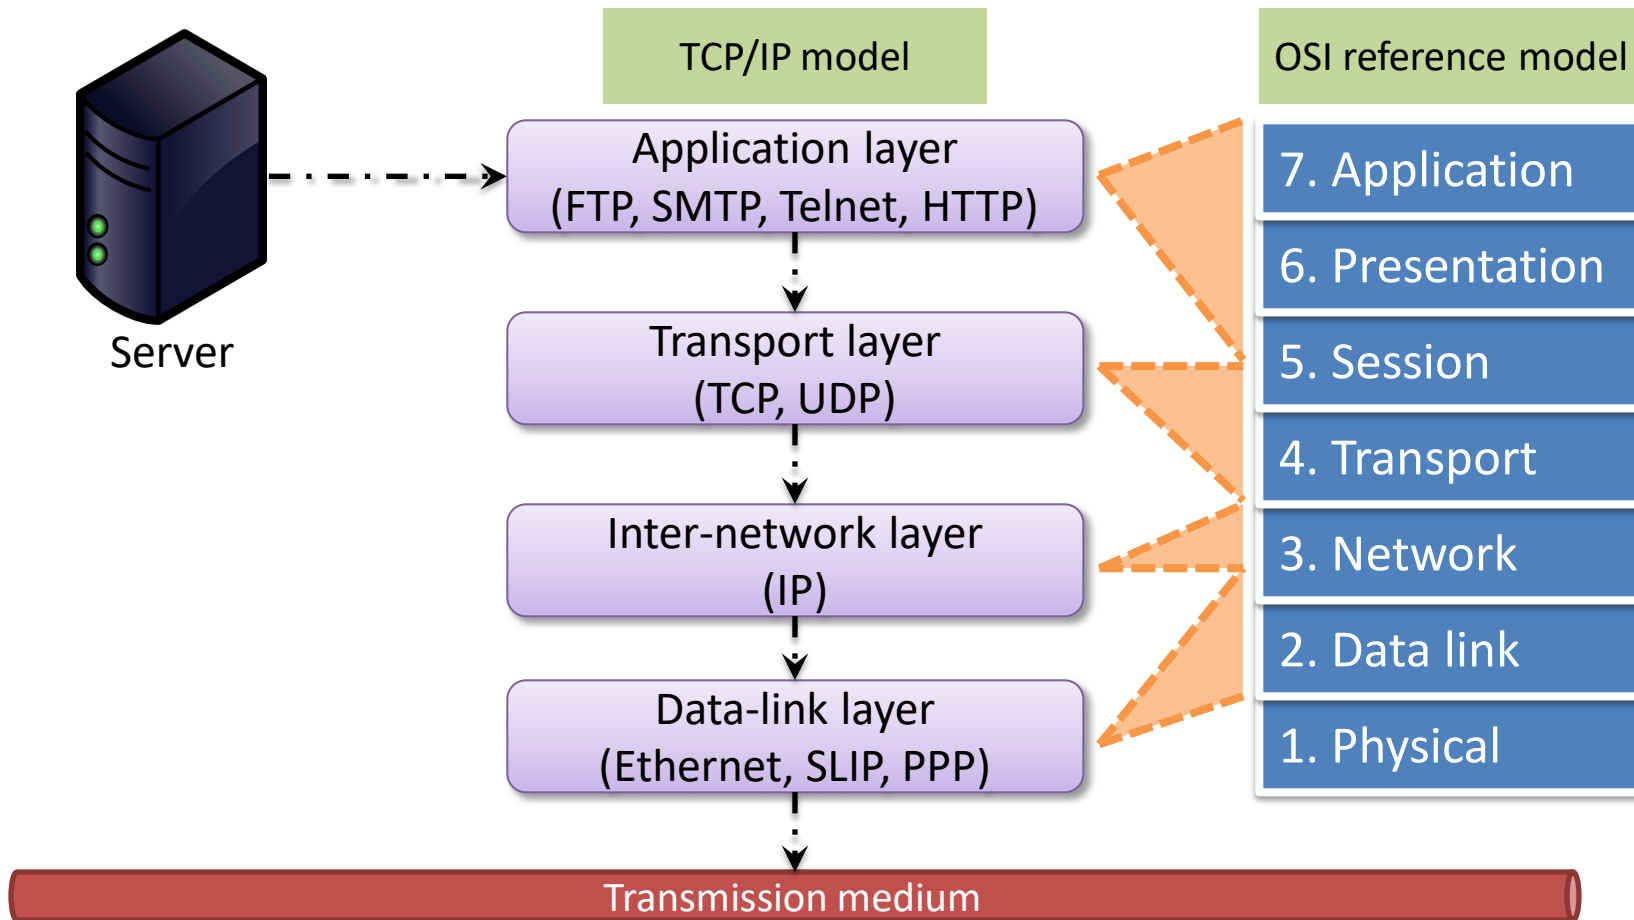 TCP/IP model
OSI reference model
Server
Application layer
(FTP, SMTP, Telnet, HTTP)
Transport layer
(TCP, UDP)
Inter-network layer
(IP)
Data-link layer
(Ethernet, SLIP, PPP)
7. Application
6. Presentation
5. Session
4. Transport
3. Network
2. Data link
1. Physical
Transmission medium